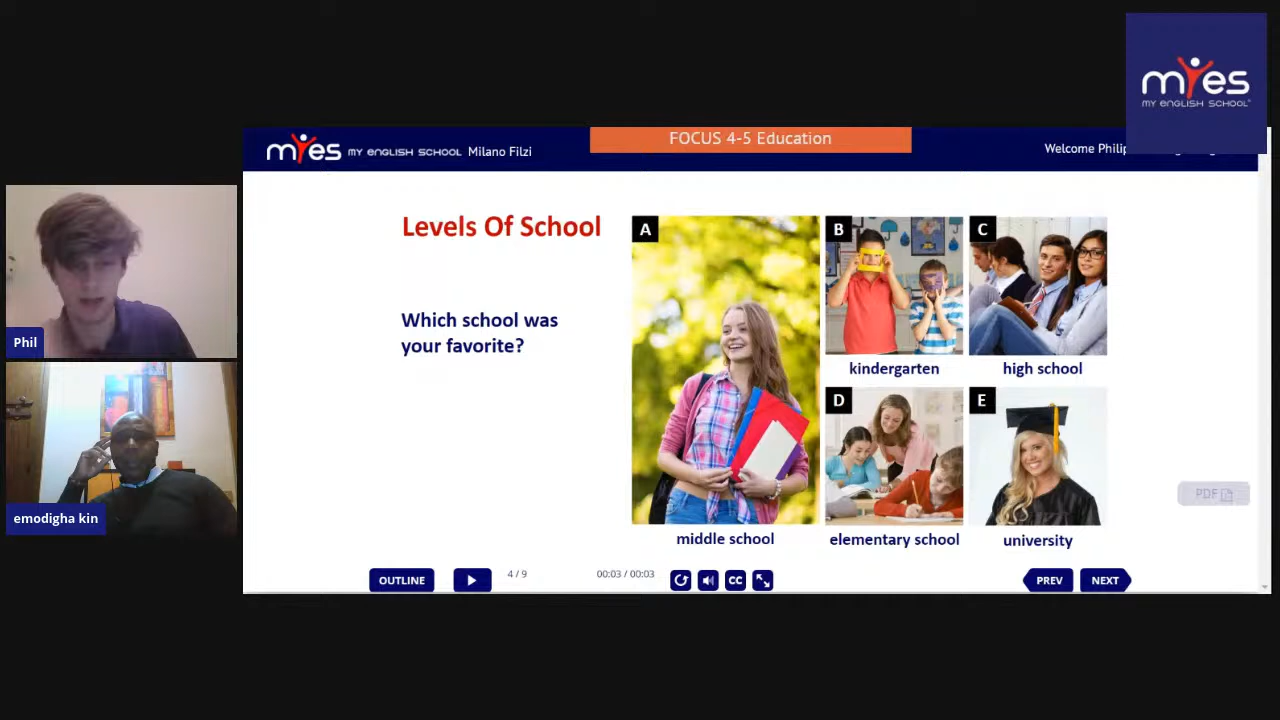 myes
MY ENGLISH SCHOOL
myes MY ENGLISH SCHOOL Milano Filzi
FOCUS 4-5 Education
Welcome
Levels Of School
Which school was
your favorite?
A
B
C
kindergarten
high school
D
E
middle school
elementary school
university
Phil
emodigha kin
PDF
OUTLINE
4 / 9
00:03 / 00:03
CC
PREV
NEXT